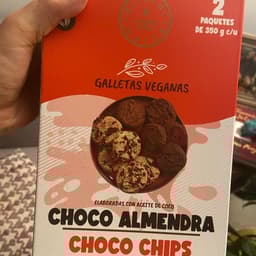 2
PAQUETES
DE 350 g c/u
GALLETAS VEGANAS
ELABORADAS CON ACEITE DE COCO
CHOCO ALMENDRA
CHOCO CHIPS